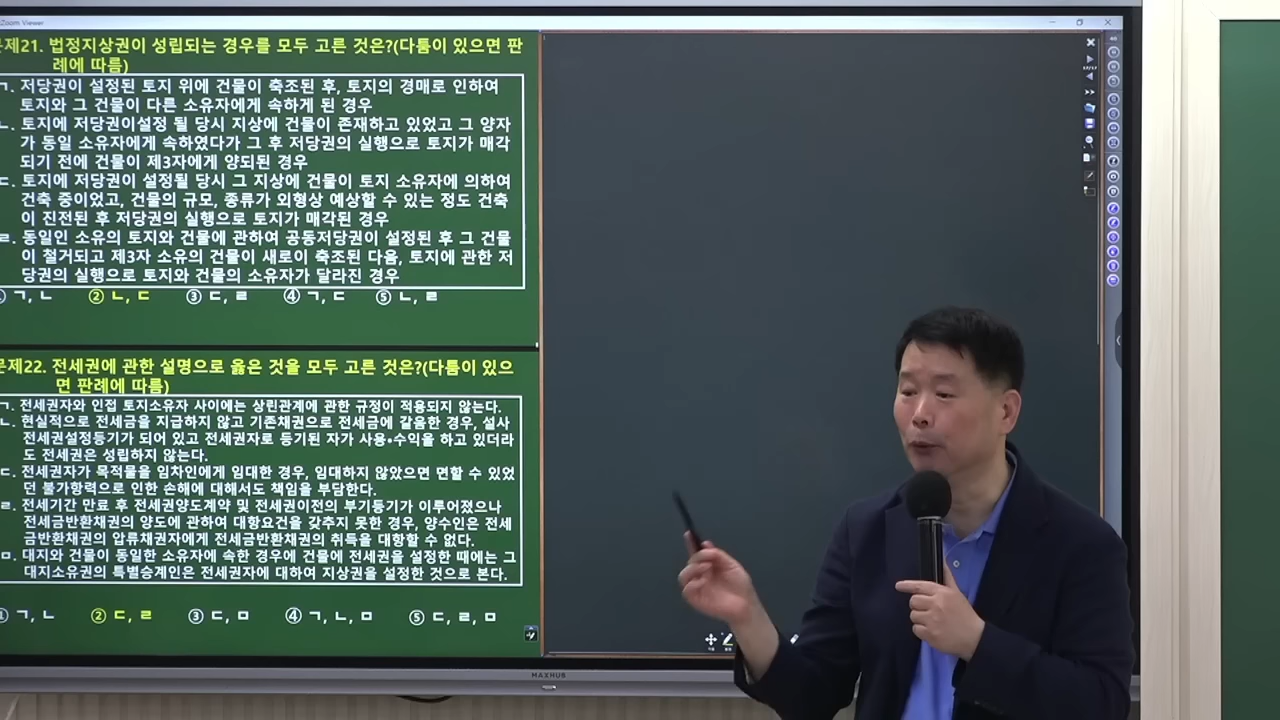 Zoom Viewer
문제21. 법정지상권이 성립되는 경우를 모두 고른 것은?(다툼이 있으면 판
례에 따름)
ㄱ. 저당권이 설정된 토지 위에 건물이 축조된 후, 토지의 경매로 인하여
토지와 그 건물이 다른 소유자에게 속하게 된 경우
ㄴ. 토지에 저당권이설정 될 당시 지상에 건물이 존재하고 있었고 그 양자
가 동일 소유자에게 속하였다가 그 후 저당권의 실행으로 토지가 매각
되기 전에 건물이 제3자에게 양되된 경우
ㄷ. 토지에 저당권이 설정될 당시 그 지상에 건물이 토지 소유자에 의하여
건축 중이었고, 건물의 규모, 종류가 외형상 예상할 수 있는 정도 건축
이 진전된 후 저당권의 실행으로 토지가 매각된 경우
ㄹ. 동일인 소유의 토지와 건물에 관하여 공동저당권이 설정된 후 그 건물
이 철거되고 제3자 소유의 건물이 새로이 축조된 다음, 토지에 관한 저
당권의 실행으로 토지와 건물의 소유자가 달라진 경우
① ㄱ, ㄴ ② ㄴ, ㄷ ③ ㄷ, ㄹ ④ ㄱ, ㄷ ⑤ ㄴ, ㄹ
문제22. 전세권에 관한 설명으로 옳은 것을 모두 고른 것은?(다툼이 있으
면 판례에 따름)
ㄱ. 전세권자와 인접 토지소유자 사이에는 상린관계에 관한 규정이 적용되지 않는다.
ㄴ. 현실적으로 전세금을 지급하지 않고 기존채권으로 전세금에 갈음한 경우, 설사
전세권설정등기가 되어 있고 전세권자로 등기된 자가 사용•수익을 하고 있더라
도 전세권은 성립하지 않는다.
ㄷ. 전세권자가 목적물을 임차인에게 임대한 경우, 임대하지 않았으면 면할 수 있었
던 불가항력으로 인한 손해에 대해서도 책임을 부담한다.
ㄹ. 전세기간 만료 후 전세권양도계약 및 전세권이전의 부기등기가 이루어졌으나
전세금반환채권의 양도에 관하여 대항요건을 갖추지 못한 경우, 양수인은 전세
금반환채권의 압류채권자에게 전세금반환채권의 취득을 대항할 수 없다.
ㅁ. 대지와 건물이 동일한 소유자에 속한 경우에 건물에 전세권을 설정한 때에는 그
대지소유권의 특별승계인은 전세권자에 대하여 지상권을 설정한 것으로 본다.
① ㄱ, ㄴ ② ㄷ, ㄹ ③ ㄷ, ㅁ ④ ㄱ, ㄴ, ㅁ ⑤ ㄷ, ㄹ, ㅁ
MAXHUB